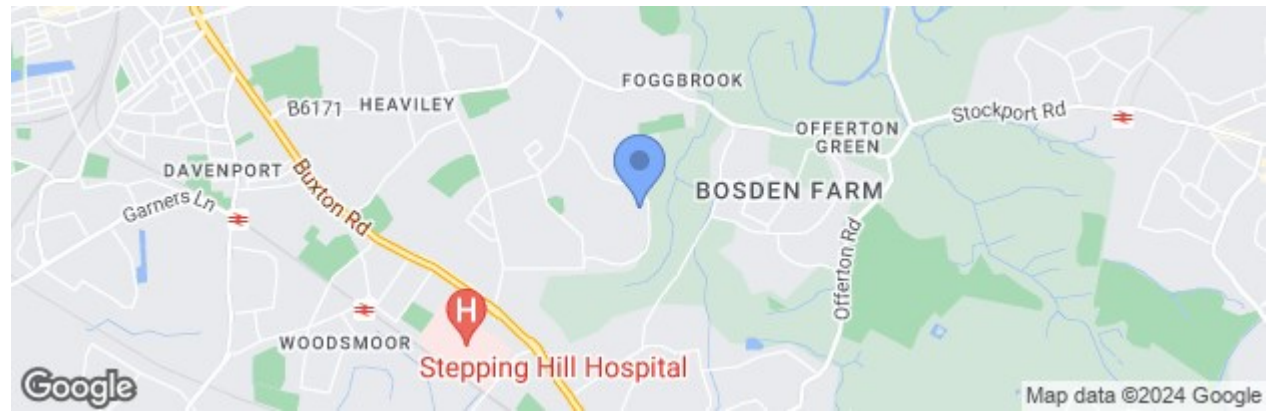 FOGGBROOK
B6171
HEAVILEY
Stockport Rd
OFFERTON
GREEN
DAVENPORT
Buxton Rd
BOSDEN FARM
Garners Ln
Offerton Rd
H
WOODSMOOR
Stepping Hill Hospital
Google
Map data ©2024 Google